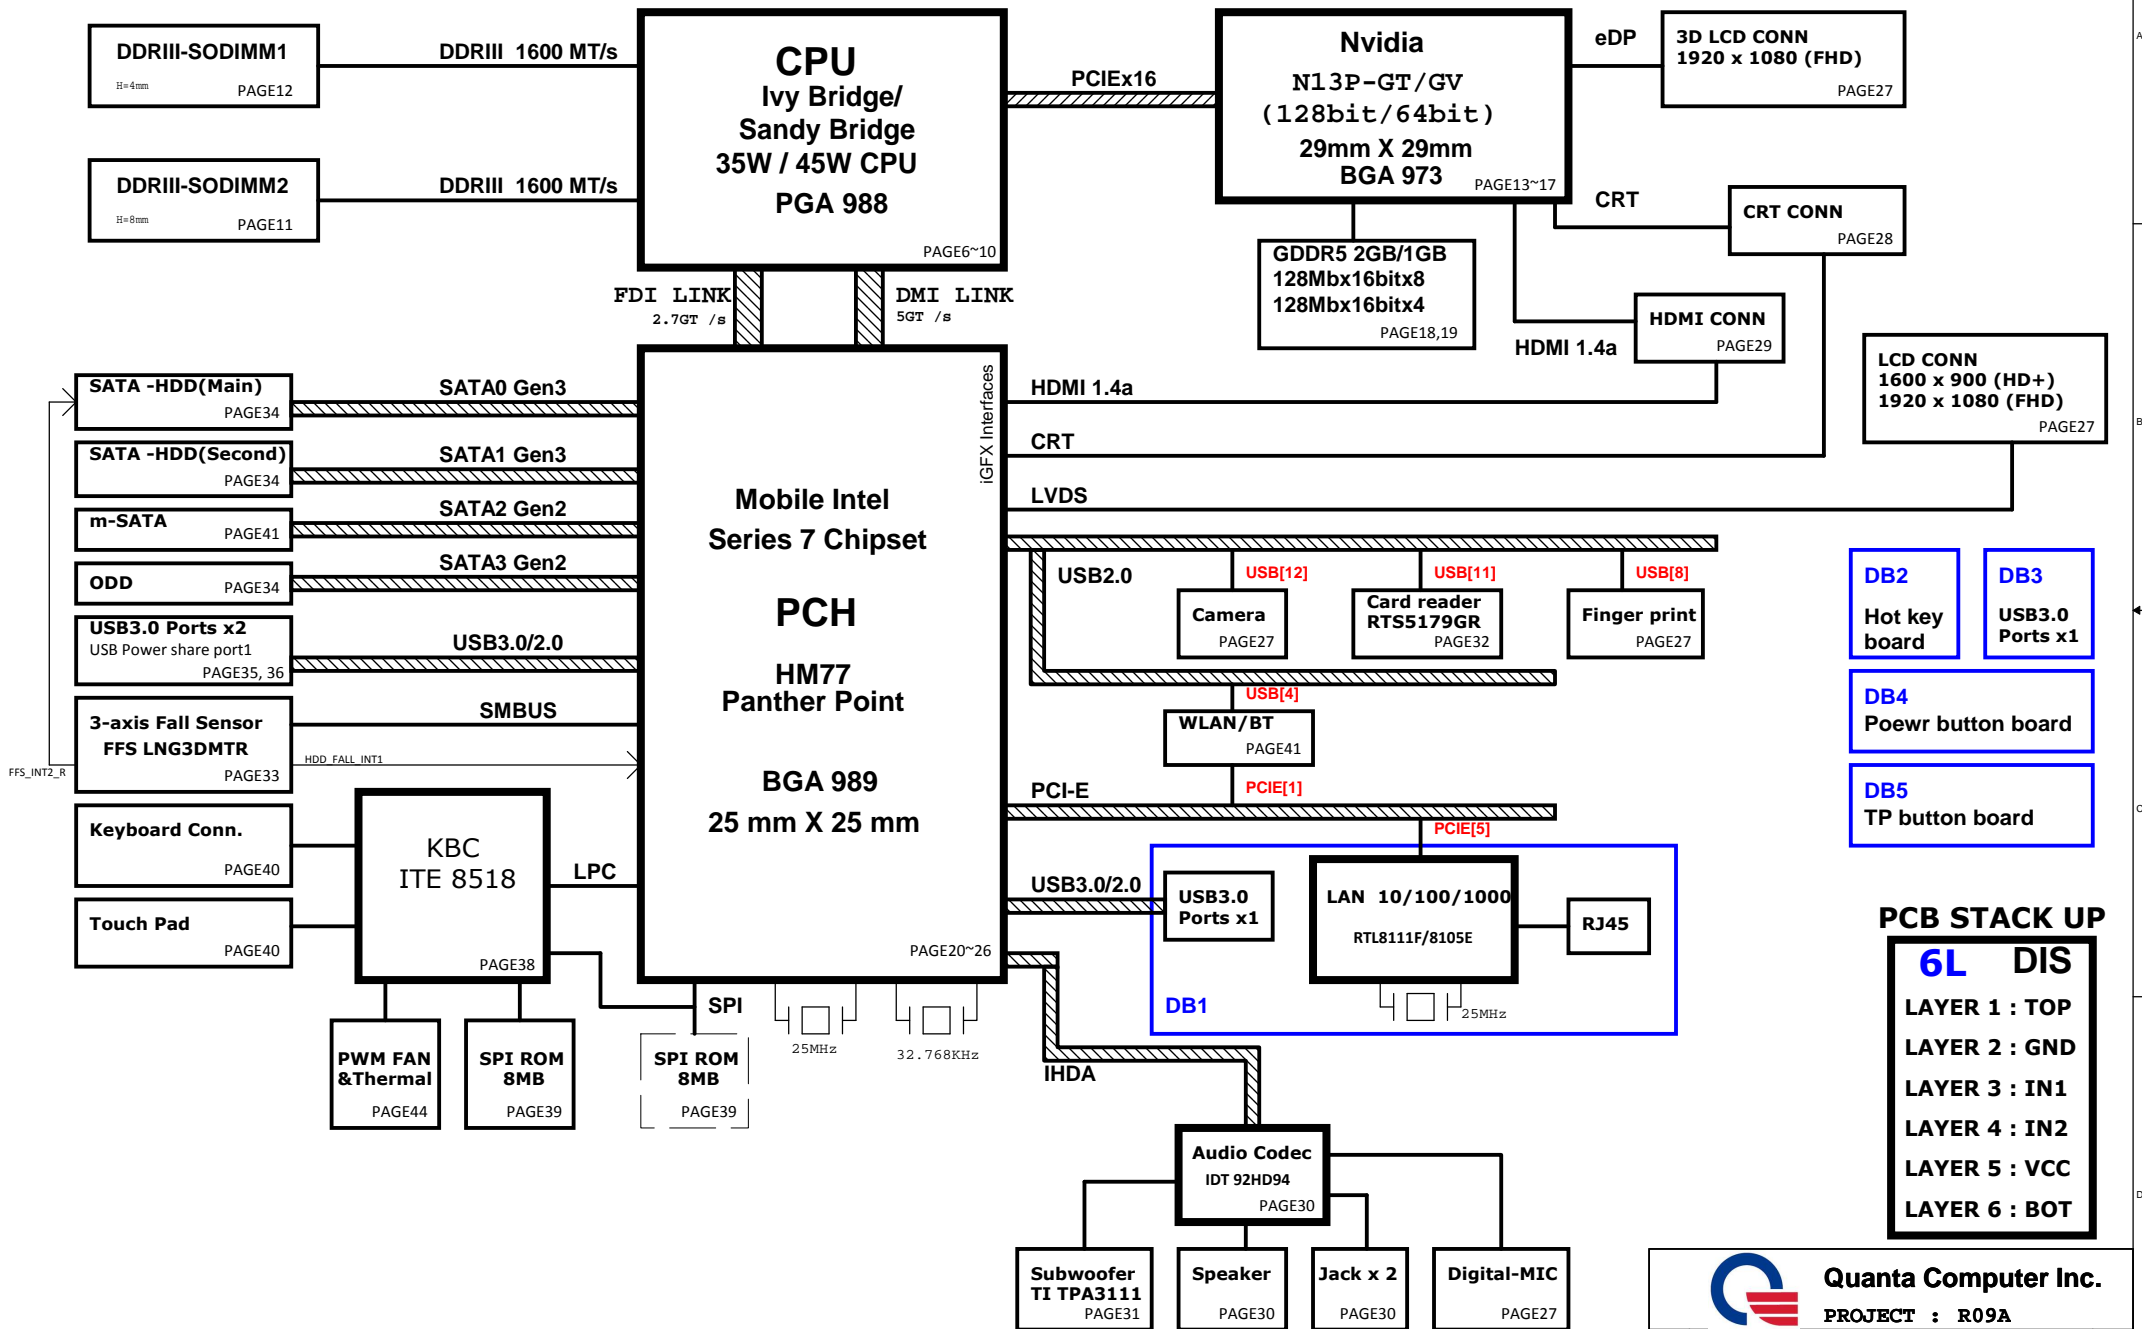 DDRIII-SODIMM1
H=4mm
PAGE12
DDRIII 1600 MT/s
DDRIII-SODIMM2
H=8mm
PAGE11
DDRIII 1600 MT/s
CPU
Ivy Bridge/
Sandy Bridge
35W / 45W CPU
PGA 988
PAGE6~10
PCIEx16
Nvidia
N13P-GT/GV
(128bit/64bit)
29mm X 29mm
BGA 973
PAGE13~17
eDP
3D LCD CONN
1920 x 1080 (FHD)
PAGE27
CRT
CRT CONN
PAGE28
GDDR5 2GB/1GB
128Mbx16bitx8
128Mbx16bitx4
PAGE18,19
HDMI CONN
PAGE29
HDMI 1.4a
LCD CONN
1600 x 900 (HD+)
1920 x 1080 (FHD)
PAGE27
FDI LINK
2.7GT /s
DMI LINK
5GT /s
SATA -HDD(Main)
PAGE34
SATA0 Gen3
SATA -HDD(Second)
PAGE34
SATA1 Gen3
m-SATA
PAGE41
SATA2 Gen2
ODD
PAGE34
SATA3 Gen2
USB3.0 Ports x2
USB Power share port1
PAGE35, 36
USB3.0/2.0
3-axis Fall Sensor
FFS LNG3DMTR
PAGE33
SMBUS
HDD_FALL_INT1
FFS_INT2_R
Keyboard Conn.
PAGE40
Touch Pad
PAGE40
KBC
ITE 8518
PAGE38
LPC
PWM FAN
&Thermal
PAGE44
SPI ROM
8MB
PAGE39
SPI
SPI ROM
8MB
PAGE39
25MHz
32.768KHz
Mobile Intel
Series 7 Chipset
PCH
HM77
Panther Point
BGA 989
25 mm X 25 mm
PAGE20~26
iGFX Interfaces
HDMI 1.4a
CRT
LVDS
USB2.0
USB[12]
Camera
PAGE27
USB[11]
Card reader
RTS5179GR
PAGE32
USB[8]
Finger print
PAGE27
USB[4]
WLAN/BT
PAGE41
PCIE[1]
PCI-E
PCIE[5]
USB3.0/2.0
USB3.0
Ports x1
LAN 10/100/1000
RTL8111F/8105E
RJ45
25MHz
DB1
IHDA
Audio Codec
IDT 92HD94
PAGE30
Subwoofer
TI TPA3111
PAGE31
Speaker
PAGE30
Jack x 2
PAGE30
Digital-MIC
PAGE27
DB2
Hot key
board
DB3
USB3.0
Ports x1
DB4
Poewr button board
DB5
TP button board
PCB STACK UP
6L DIS
LAYER 1 : TOP
LAYER 2 : GND
LAYER 3 : IN1
LAYER 4 : IN2
LAYER 5 : VCC
LAYER 6 : BOT
Quanta Computer Inc.
PROJECT : R09A
A
B
C
D